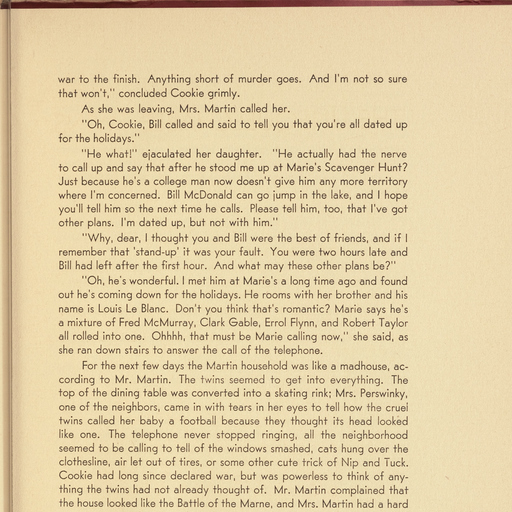 war to the finish. Anything short of murder goes. And I'm not so sure
that won't," concluded Cookie grimly.
As she was leaving, Mrs. Martin called her.
"Oh, Cookie, Bill called and said to tell you that you're all dated up
for the holidays."
"He what!" ejaculated her daughter. "He actually had the nerve
to call up and say that after he stood me up at Marie's Scavenger Hunt?
Just because he's a college man now doesn't give him any more territory
where I'm concerned. Bill McDonald can go jump in the lake, and I hope
you'll tell him so the next time he calls. Please tell him, too, that I've got
other plans. I'm dated up, but not with him."
"Why, dear, I thought you and Bill were the best of friends, and if I
remember that 'stand-up' it was your fault. You were two hours late and
Bill had left after the first hour. And what may these other plans be?"
"Oh, he's wonderful. I met him at Marie's a long time ago and found
out he's coming down for the holidays. He rooms with her brother and his
name is Louis Le Blanc. Don't you think that's romantic? Marie says he's
a mixture of Fred McMurray, Clark Gable, Errol Flynn, and Robert Taylor
all rolled into one. Ohhhh, that must be Marie calling now," she said, as
she ran down stairs to answer the call of the telephone.
For the next few days the Martin household was like a madhouse, ac-
cording to Mr. Martin. The twins seemed to get into everything. The
top of the dining table was converted into a skating rink; Mrs. Perswinky,
one of the neighbors, came in with tears in her eyes to tell how the cruel
twins called her baby a football because they thought its head looked
like one. The telephone never stopped ringing, all the neighborhood
seemed to be calling to tell of the windows smashed, cats hung over the
clothesline, air let out of tires, or some other cute trick of Nip and Tuck.
Cookie had long since declared war, but was powerless to think of any-
thing the twins had not already thought of. Mr. Martin complained that
the house looked like the Battle of the Marne, and Mrs. Martin had a hard